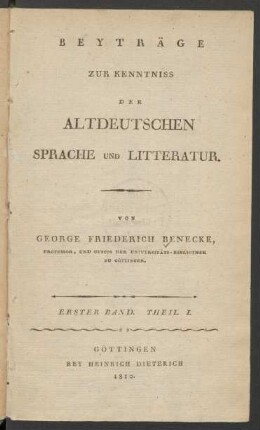 BEYTRÄGE
ZUR KENNTNISS
DER
ALTDEUTSCHEN
SPRACHE UND LITTERATUR.
VON
GEORGE FRIEDERICH BENECKE,
PROFESSOR, UND SECRET. DER UNIVERSITÄTS-BIBLIOTHEK
ZU GÖTTINGEN.
ERSTER BAND. THEIL I.
GÖTTINGEN
BEY HEINRICH DIETERICH
1810.